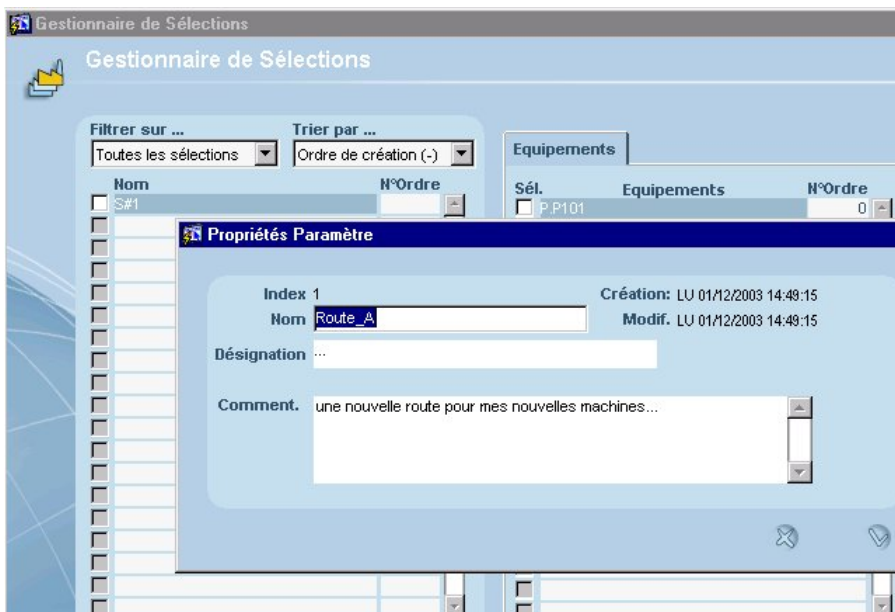 Gestionnaire de Sélections
Gestionnaire de Sélections
Filtrer sur ...
Trier par ...
Toutes les sélections
Ordre de création (-)
Nom
N°Ordre
S#1
Equipements
Sél.
Equipements
N°Ordre
P.P101
0
Propriétés Paramètre
Index 1
Création: LU 01/12/2003 14:49:15
Nom Route_A
Modif. LU 01/12/2003 14:49:15
Désignation ...
Comment. une nouvelle route pour mes nouvelles machines...